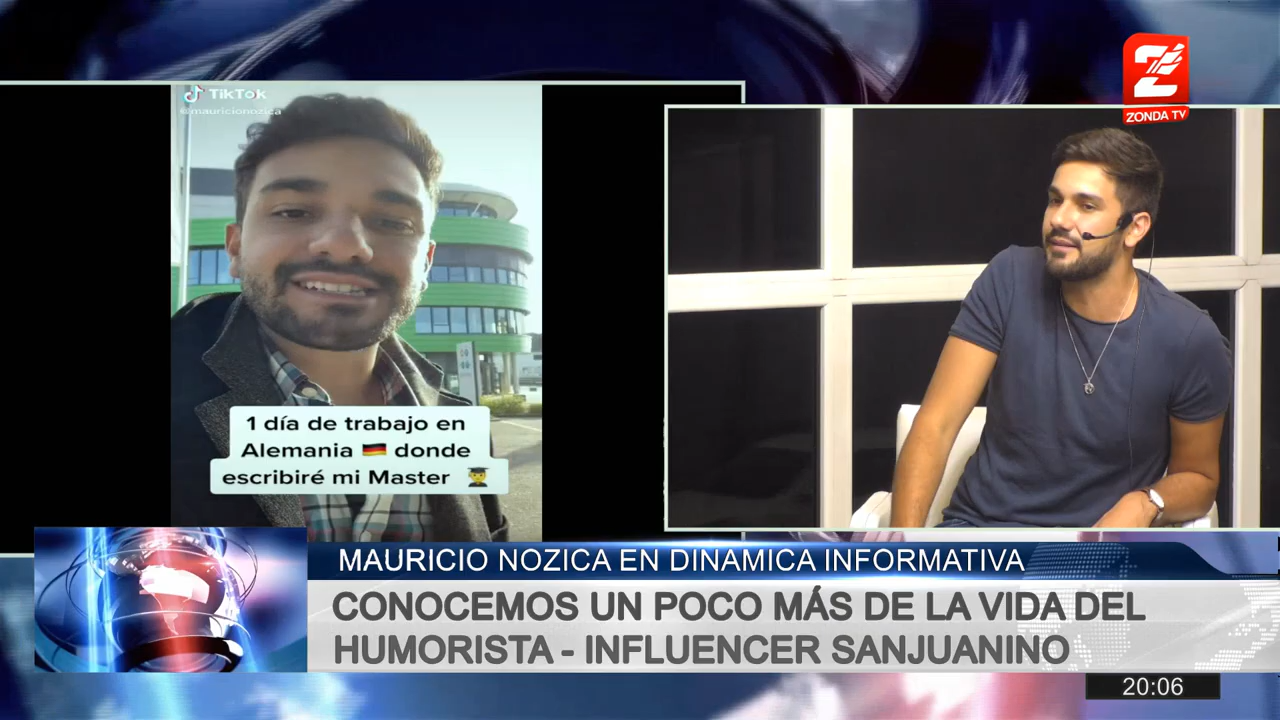 TikTok
@mauricionozica
ZONDA TV
1 día de trabajo en
Alemania 🇩🇪 donde
escribiré mi Master 👨‍🎓
MAURICIO NOZICA EN DINAMICA INFORMATIVA
CONOCEMOS UN POCO MÁS DE LA VIDA DEL
HUMORISTA - INFLUENCER SANJUANINO
20:06